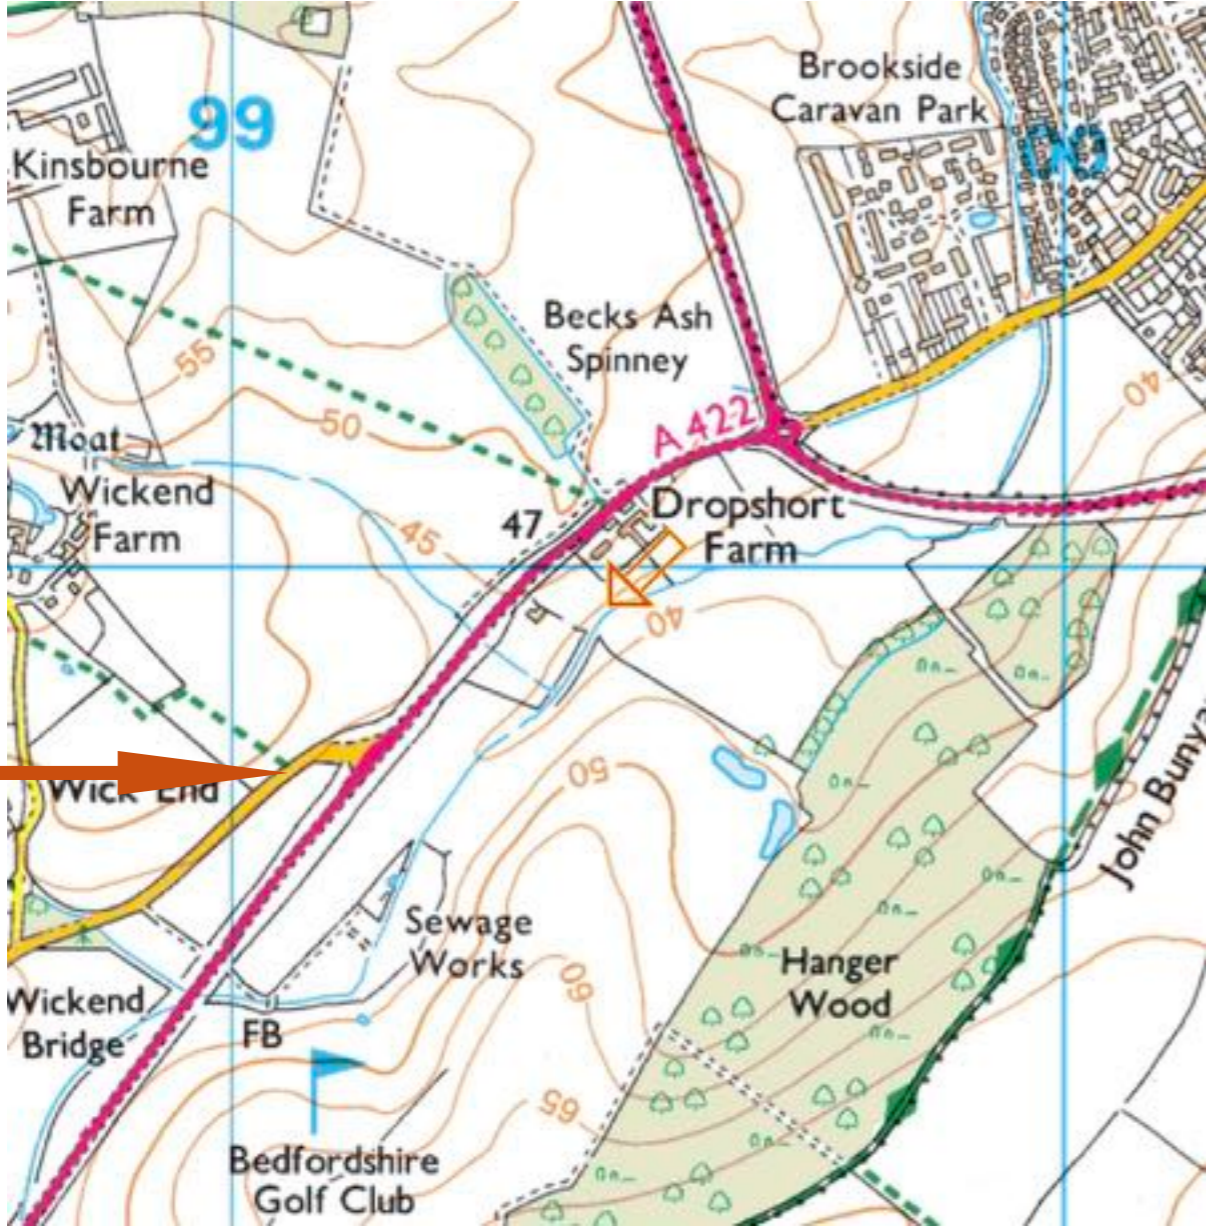 Brookside
Caravan Park
99
Kinsbourne
Farm
Becks Ash
Spinney
55
50
40
A 422
Moat
Wickend
Farm
47
45
Dropshort
Farm
40
50
Wick End
John Bunya
Sewage
Works
Hanger
Wood
60
Wickend
Bridge
FB
65
Bedfordshire
Golf Club